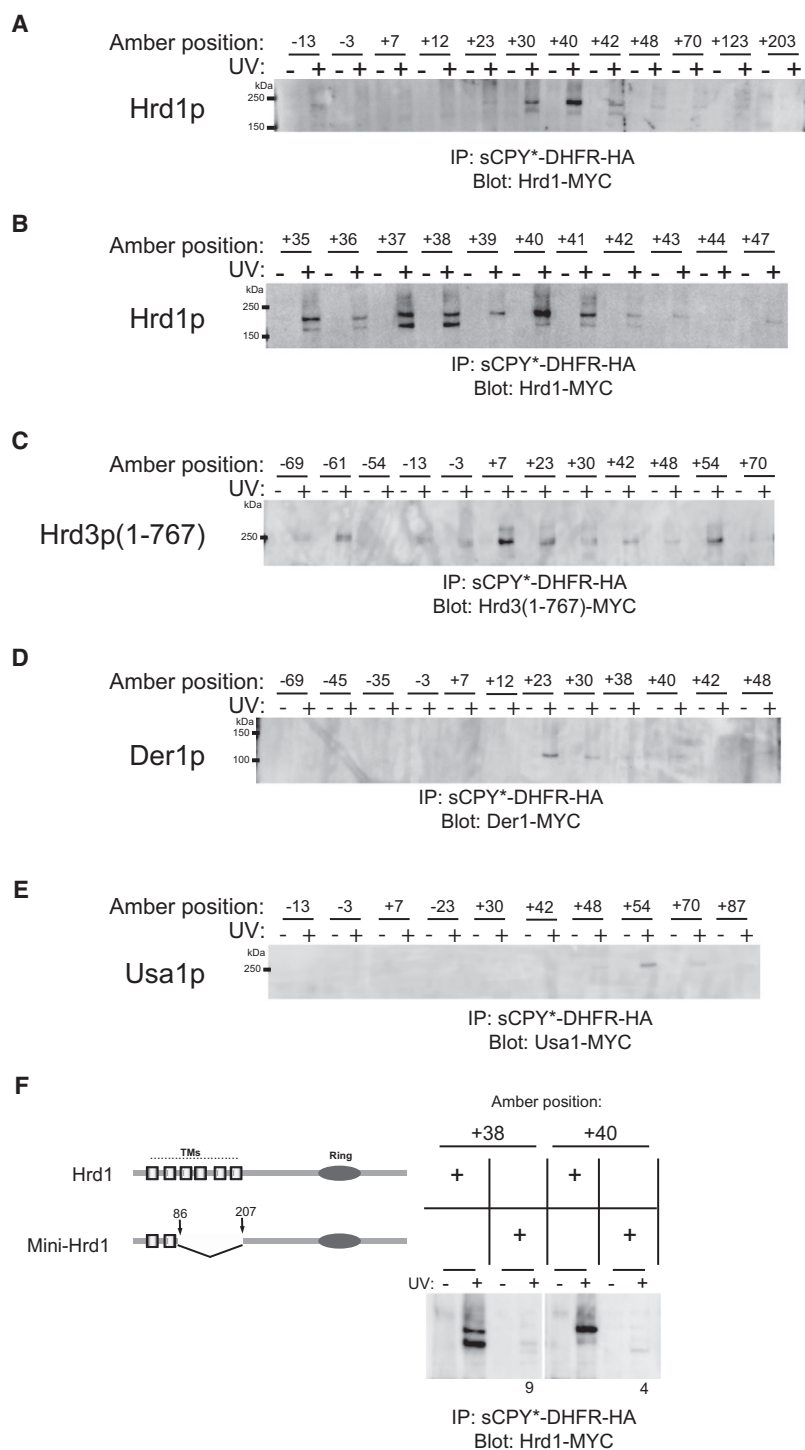 A
Amber position: -13 -3 +7 +12 +23 +30 +40 +42 +48 +70 +123 +203
UV: - + - + - + - + - + - + - + - + - + - + - + - +
kDa
250
150
Hrd1p
IP: sCPY*-DHFR-HA
Blot: Hrd1-MYC
B
Amber position: +35 +36 +37 +38 +39 +40 +41 +42 +43 +44 +47
UV: - + - + - + - + - + - + - + - + - + - + - +
kDa
250
150
Hrd1p
IP: sCPY*-DHFR-HA
Blot: Hrd1-MYC
C
Amber position: -69 -61 -54 -13 -3 +7 +23 +30 +42 +48 +54 +70
UV: - + - + - + - + - + - + - + - + - + - + - + - +
kDa
250
Hrd3p(1-767)
IP: sCPY*-DHFR-HA
Blot: Hrd3(1-767)-MYC
D
Amber position: -69 -45 -35 -3 +7 +12 +23 +30 +38 +40 +42 +48
UV: - + - + - + - + - + - + - + - + - + - + - + - +
kDa
150
100
Der1p
IP: sCPY*-DHFR-HA
Blot: Der1-MYC
E
Amber position: -13 -3 +7 -23 +30 +42 +48 +54 +70 +87
UV: - + - + - + - + - + - + - + - + - + - +
kDa
250
Usa1p
IP: sCPY*-DHFR-HA
Blot: Usa1-MYC
F
Amber position:
+38 +40
TMs Ring
Hrd1 + +
86 207
Mini-Hrd1 + +
UV: - + - + - + - +
9 4
IP: sCPY*-DHFR-HA
Blot: Hrd1-MYC